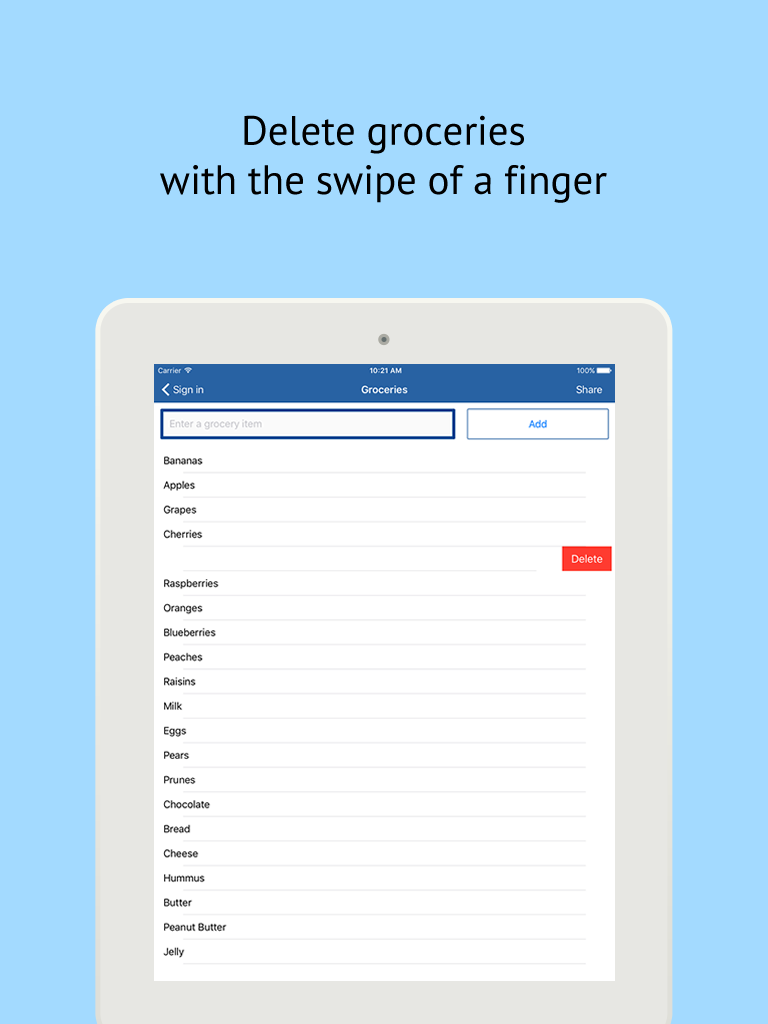 Delete groceries
with the swipe of a finger
Carrier 10:21 AM 100%
Sign in Groceries Share
Enter a grocery item Add
Bananas
Apples
Grapes
Cherries
Delete
Raspberries
Oranges
Blueberries
Peaches
Raisins
Milk
Eggs
Pears
Prunes
Chocolate
Bread
Cheese
Hummus
Butter
Peanut Butter
Jelly